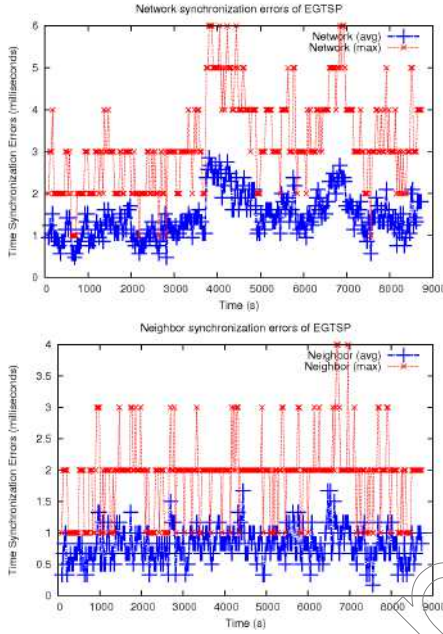 Network synchronization errors of EGTSP
Network (avg)
Network (max)
Time Synchronization Errors (milliseconds)
6
5
4
3
2
1
0
0 1000 2000 3000 4000 5000 6000 7000 8000 9000
Time (s)
Neighbor synchronization errors of EGTSP
Neighbor (avg)
Neighbor (max)
Time Synchronization Errors (milliseconds)
4
3.5
3
2.5
2
1.5
1
0.5
0
0 1000 2000 3000 4000 5000 6000 7000 8000 9000
Time (s)